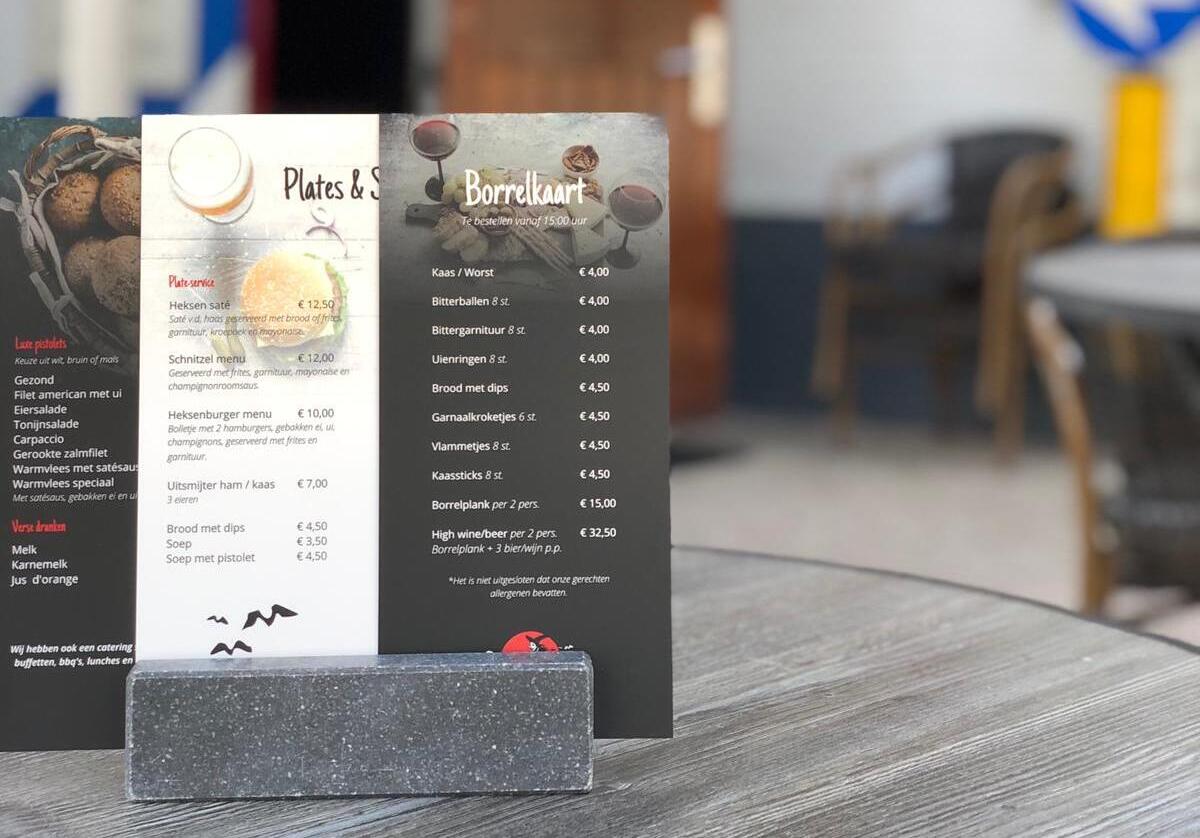 Luxe pistolets
Keuze uit wit, bruin of maïs
Gezond
Filet american met ui
Eiersalade
Tonijnsalade
Carpaccio
Gerookte zalmfilet
Warmvlees met satésaus
Warmvlees speciaal
Met satésaus, gebakken ei en ui
Verse dranken
Melk
Karnemelk
Jus d'orange
Wij hebben ook een catering
buffetten, bbq's, lunches en
Plates & S
Plate-service
Heksen saté € 12,50
Saté v.d. haas geserveerd met brood of frites,
garnituur, kroepoek en mayonaise.
Schnitzel menu € 12,00
Geserveerd met frites, garnituur, mayonaise en
champignonroomsaus.
Heksenburger menu € 10,00
Bolletje met 2 hamburgers, gebakken ei, ui,
champignons, geserveerd met frites en
garnituur.
Uitsmijter ham / kaas € 7,00
3 eieren
Brood met dips € 4,50
Soep € 3,50
Soep met pistolet € 4,50
Borrelkaart
Te bestellen vanaf 15:00 uur
Kaas / Worst € 4,00
Bitterballen 8 st. € 4,00
Bittergarnituur 8 st. € 4,00
Uienringen 8 st. € 4,00
Brood met dips € 4,50
Garnaalkroketjes 6 st. € 4,50
Vlammetjes 8 st. € 4,50
Kaassticks 8 st. € 4,50
Borrelplank per 2 pers. € 15,00
High wine/beer per 2 pers. € 32,50
Borrelplank + 3 bier/wijn p.p.
*Het is niet uitgesloten dat onze gerechten
allergenen bevatten.